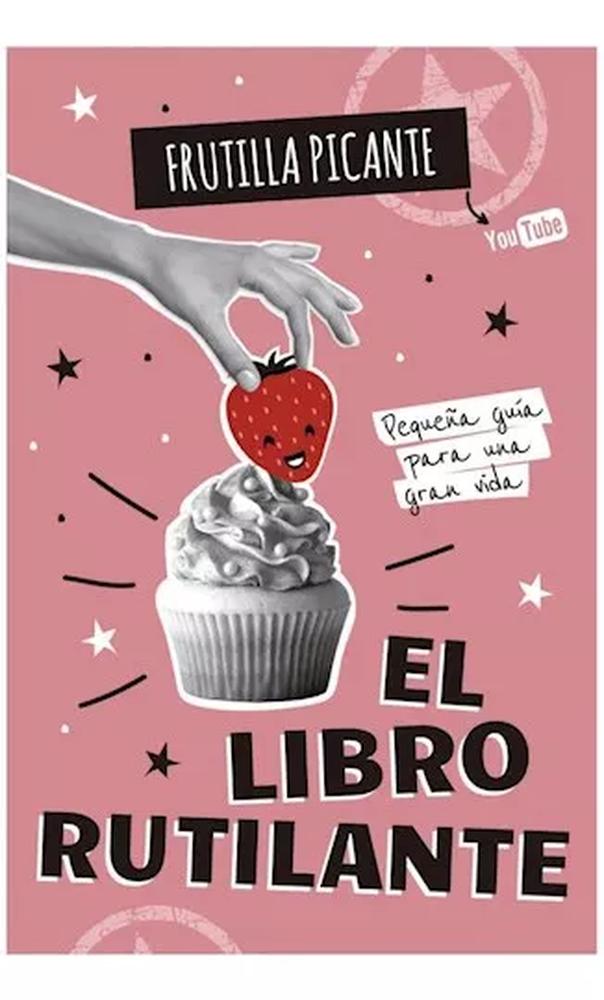 FRUTILLA PICANTE
YouTube
Pequeña guía
para una
gran vida
EL
LIBRO
RUTILANTE